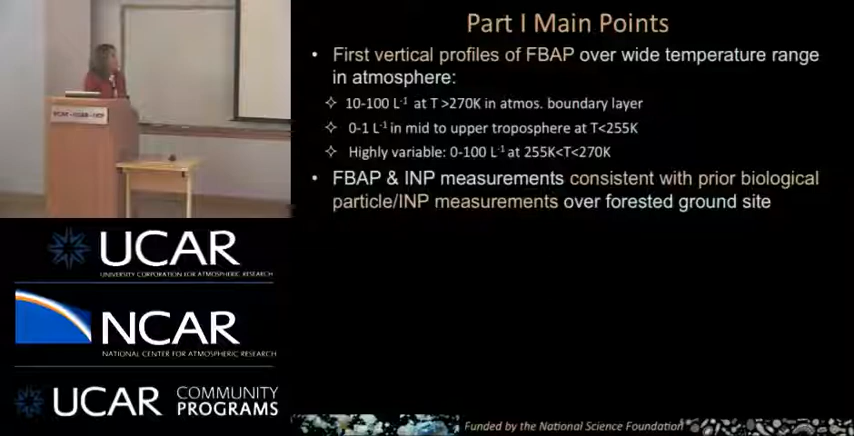 Part I Main Points
• First vertical profiles of FBAP over wide temperature range
in atmosphere:
✧ 10-100 L⁻¹ at T >270K in atmos. boundary layer
✧ 0-1 L⁻¹ in mid to upper troposphere at T<255K
✧ Highly variable: 0-100 L⁻¹ at 255K<T<270K
• FBAP & INP measurements consistent with prior biological
particle/INP measurements over forested ground site
UCAR
UNIVERSITY CORPORATION FOR ATMOSPHERIC RESEARCH
NCAR
NATIONAL CENTER FOR ATMOSPHERIC RESEARCH
UCAR COMMUNITY
PROGRAMS
Funded by the National Science Foundation